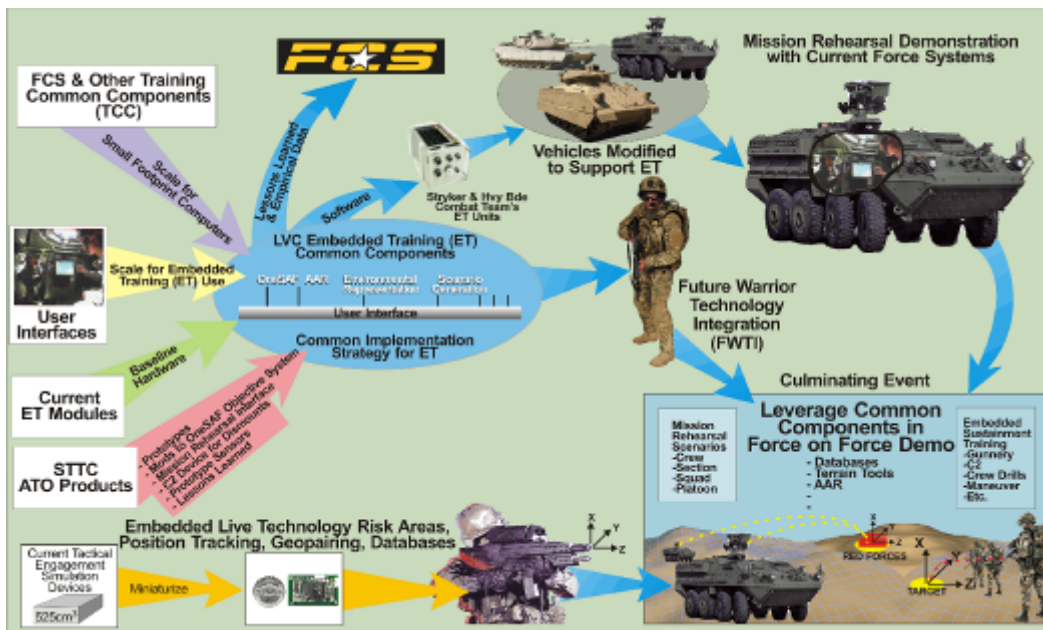 FCS & Other Training
Common Components
(TCC)
Scale for
Small Footprint Computers
FCS
Lessons Learned
& Empirical Data
Software
Stryker & Hvy Bde
Combat Team's
ET Units
Vehicles Modified
to Support ET
Mission Rehearsal Demonstration
with Current Force Systems
User
Interfaces
Scale for Embedded
Training (ET) Use
LVC Embedded Training (ET)
Common Components
OneSAF
AAR
Environmental
Representation
Scenario
Generation
User Interface
Common Implementation
Strategy for ET
Future Warrior
Technology
Integration
(FWTI)
Current
ET Modules
Baseline
Hardware
STTC
ATO Products
- Prototypes
- Mods to OneSAF Objective System
- Mission Rehearsal Interface
- C2 Device for Dismounts
- Prototype Sensors
- Lessons Learned
Culminating Event
Leverage Common
Components in
Force on Force Demo
- Databases
- Terrain Tools
- AAR
-
-
Mission
Rehearsal
Scenarios
-Crew
-Section
-Squad
-Platoon
Embedded
Sustainment
Training
-Gunnery
-C2
-Crew Drills
-Maneuver
-Etc.
Embedded Live Technology Risk Areas,
Position Tracking, Geopairing, Databases
Current Tactical
Engagement
Simulation
Devices
525cm³
Miniaturize
X
Y
Z
X
Y
Z
RED FORCES
X
Y
Z
TARGET